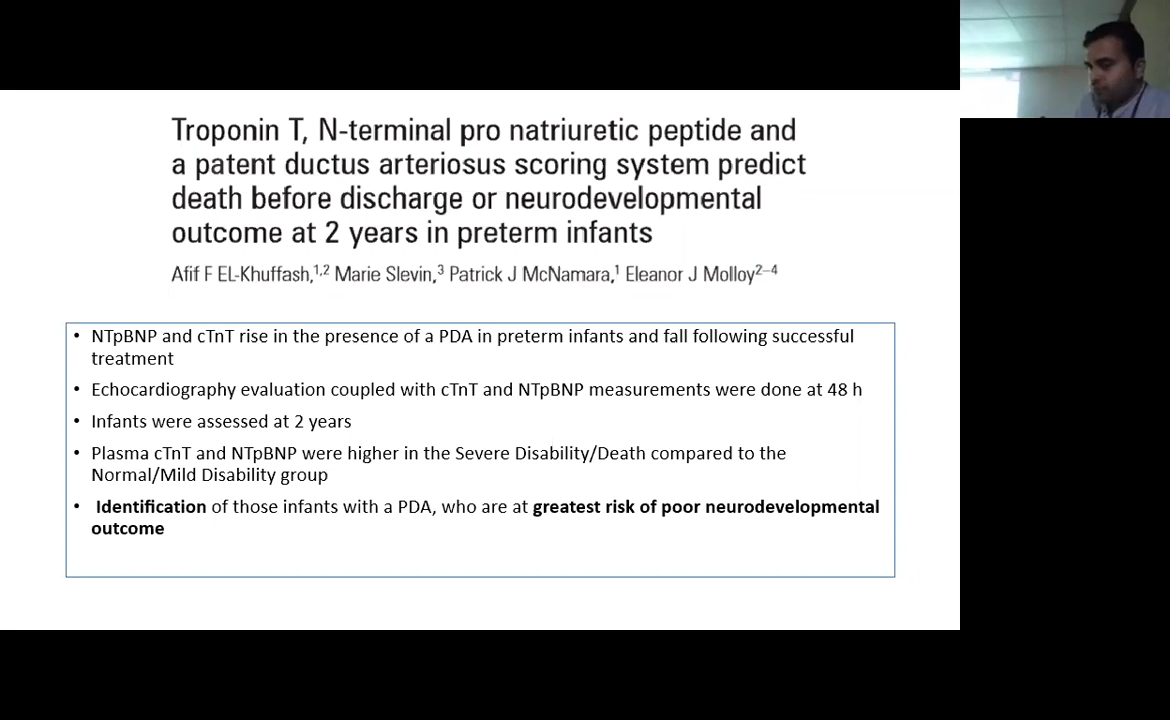 Troponin T, N-terminal pro natriuretic peptide and
a patent ductus arteriosus scoring system predict
death before discharge or neurodevelopmental
outcome at 2 years in preterm infants
Afif F EL-Khuffash,1,2 Marie Slevin,3 Patrick J McNamara,1 Eleanor J Molloy2–4
• NTpBNP and cTnT rise in the presence of a PDA in preterm infants and fall following successful
treatment
• Echocardiography evaluation coupled with cTnT and NTpBNP measurements were done at 48 h
• Infants were assessed at 2 years
• Plasma cTnT and NTpBNP were higher in the Severe Disability/Death compared to the
Normal/Mild Disability group
• Identification of those infants with a PDA, who are at greatest risk of poor neurodevelopmental
outcome